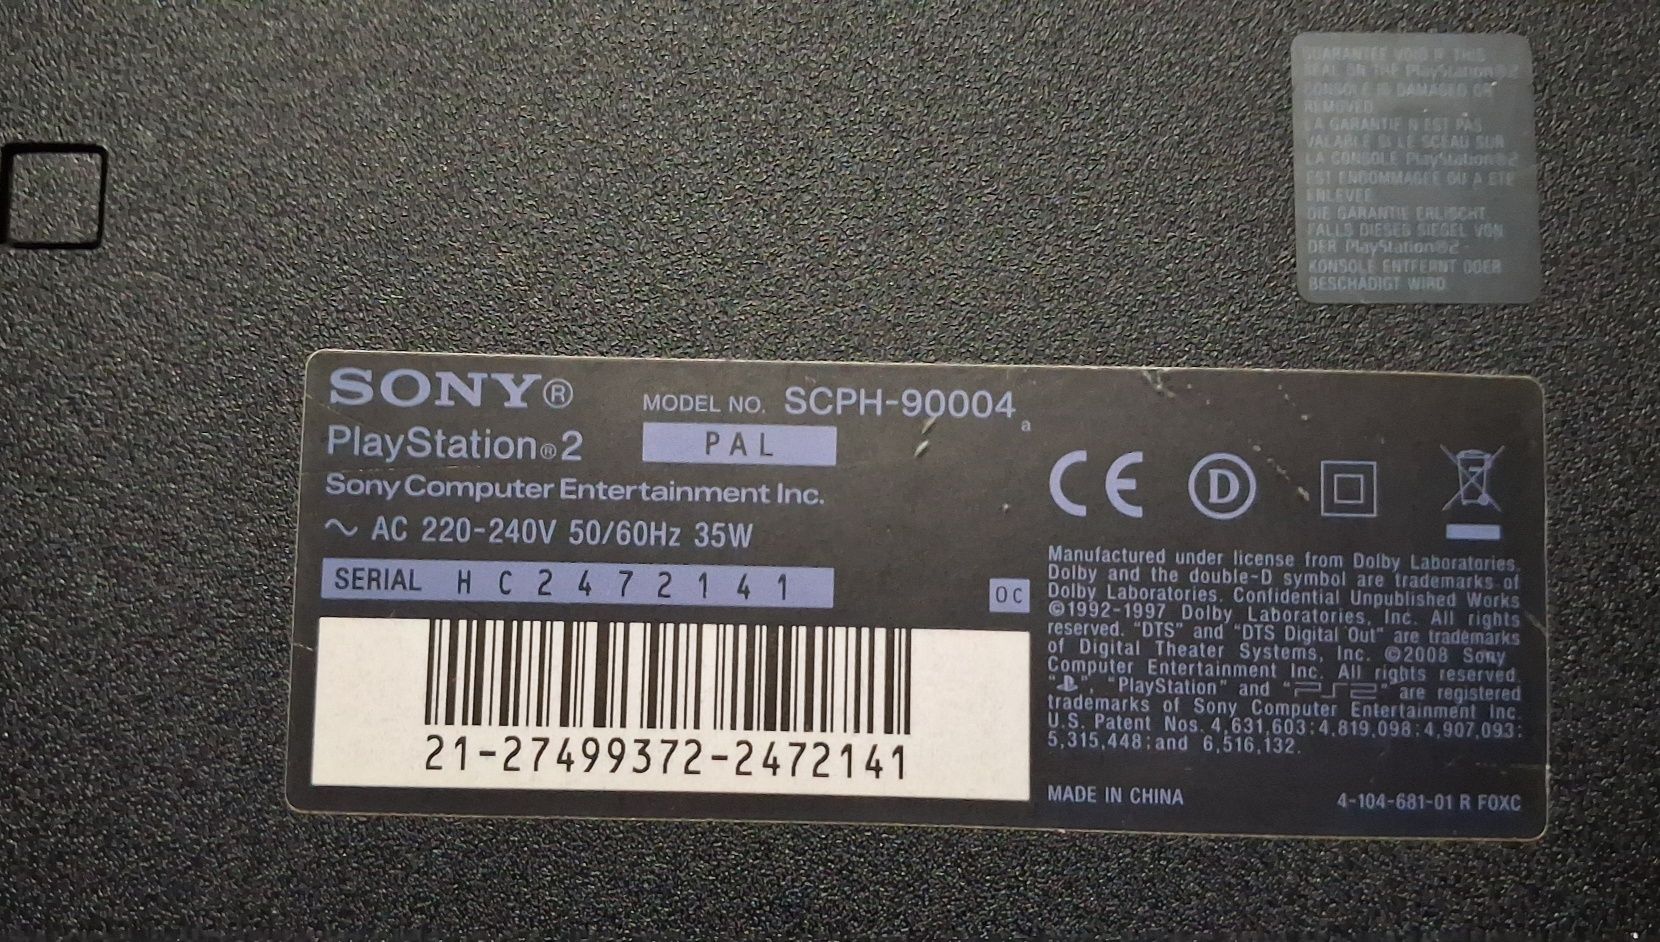 GUARANTEE VOID IF THIS
SEAL ON THE PlayStation®2
CONSOLE IS DAMAGED OR
REMOVED
LA GARANTIE N EST PAS
VALABLE SI LE SCEAU SUR
LA CONSOLE PlayStation®2
EST ENDOMMAGEE OU A ETE
ENLEVEE
DIE GARANTIE ERLISCHT,
FALLS DIESES SIEGEL VON
DER PlayStation®2 -
KONSOLE ENTFERNT ODER
BESCHADIGT WIRD
SONY®
MODEL NO. SCPH-90004 a
PlayStation®2
PAL
Sony Computer Entertainment Inc.
~ AC 220-240V 50/60Hz 35W
SERIAL H C 2 4 7 2 1 4 1
OC
21-27499372-2472141
CE D
Manufactured under license from Dolby Laboratories.
Dolby and the double-D symbol are trademarks of
Dolby Laboratories. Confidential Unpublished Works
©1992-1997 Dolby Laboratories, Inc. All rights
reserved. "DTS" and "DTS Digital Out" are trademarks
of Digital Theater Systems, Inc. ©2008 Sony
Computer Entertainment Inc. All rights reserved.
" ", "PlayStation" and "PS2" are registered
trademarks of Sony Computer Entertainment Inc.
U.S. Patent Nos. 4,631,603;4,819,098;4,907,093;
5,315,448;and 6,516,132.
MADE IN CHINA
4-104-681-01 R FOXC